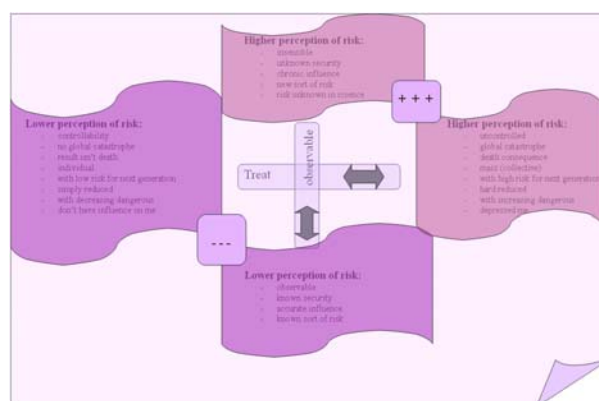 Higher perception of risk:
- insensible
- unknown security
- chronic influence
- new sort of risk
- risk unknown in science
+ + +
Lower perception of risk:
- controllability
- no global catastrophe
- result isn't death
- individual
- with low risk for next generation
- simply reduced
- with decreasing dangerous
- don't have influence on me
observable
Treat
Higher perception of risk:
- uncontrolled
- global catastrophe
- death consequence
- mass (collective)
- with high risk for next generation
- hard reduced
- with increasing dangerous
- depressed me
- - -
Lower perception of risk:
- observable
- known security
- accurate influence
- known sort of risk